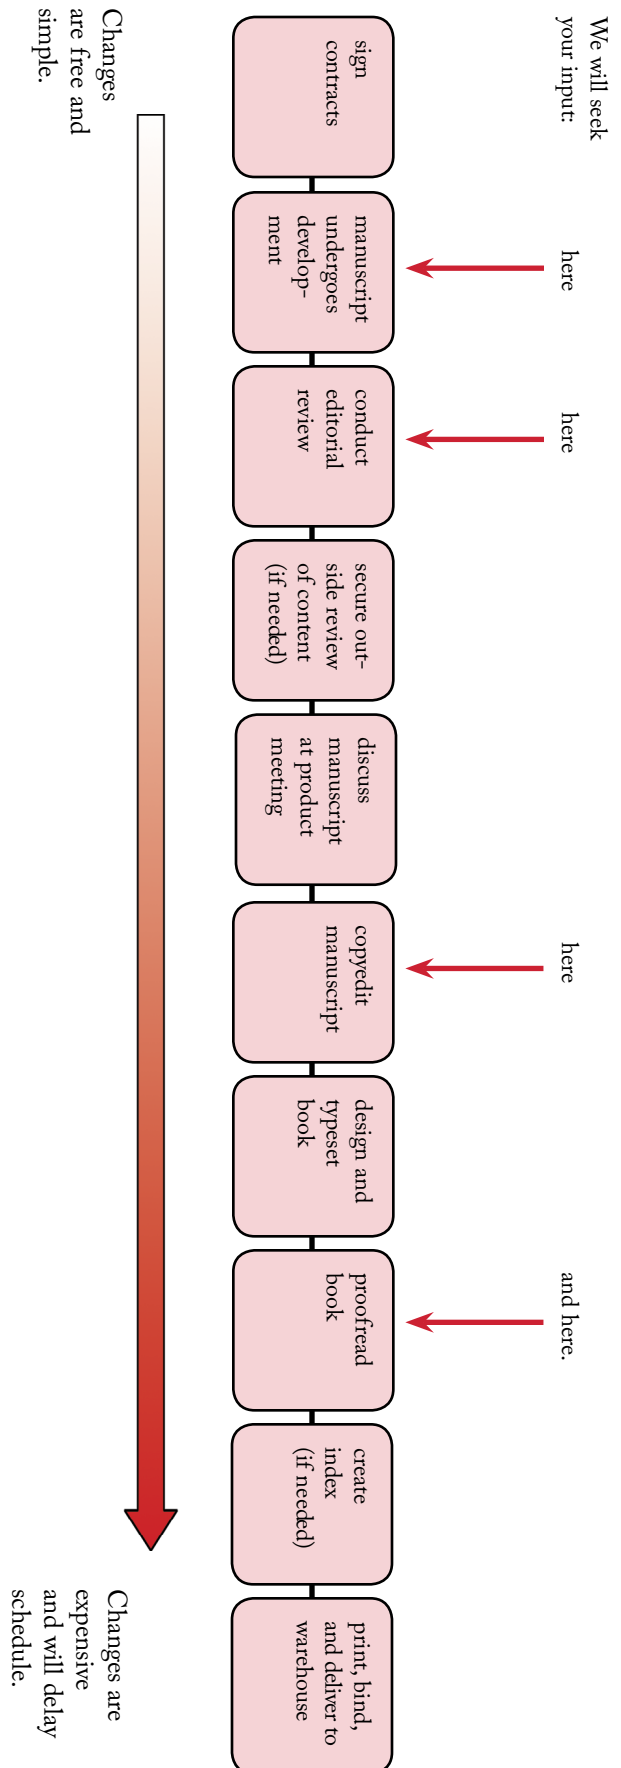 We will seek
your input:
here
here
here
and here.
sign
contracts
manuscript
undergoes
develop-
ment
conduct
editorial
review
secure out-
side review
of content
(if needed)
discuss
manuscript
at product
meeting
copyedit
manuscript
design and
typeset
book
proofread
book
create
index
(if needed)
print, bind,
and deliver to
warehouse
Changes
are free and
simple.
Changes are
expensive
and will delay
schedule.